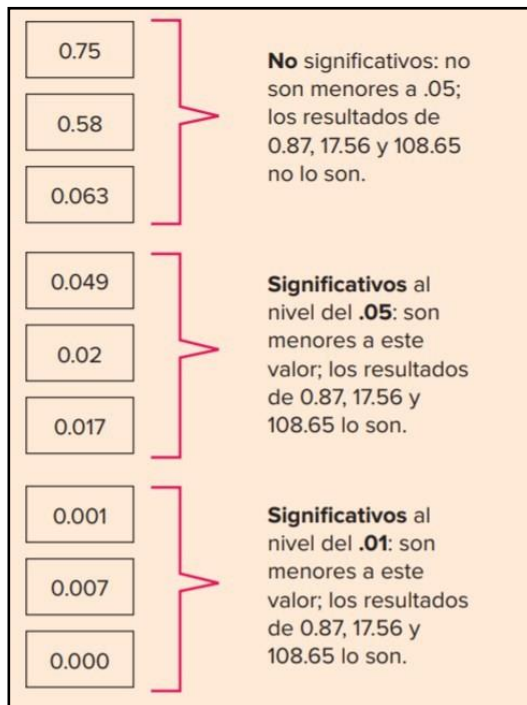 0.75
0.58
0.063
No significativos: no
son menores a .05;
los resultados de
0.87, 17.56 y 108.65
no lo son.
0.049
0.02
0.017
Significativos al
nivel del .05: son
menores a este
valor; los resultados
de 0.87, 17.56 y
108.65 lo son.
0.001
0.007
0.000
Significativos al
nivel del .01: son
menores a este
valor; los resultados
de 0.87, 17.56 y
108.65 lo son.